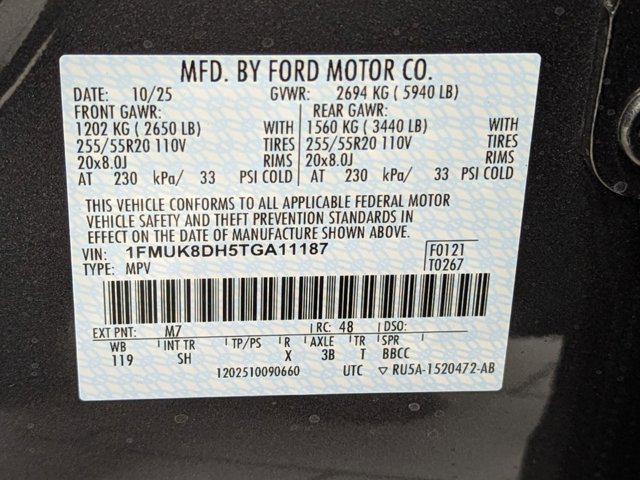 MFD. BY FORD MOTOR CO.
DATE: 10/25 GVWR: 2694 KG ( 5940 LB)
FRONT GAWR: REAR GAWR:
1202 KG ( 2650 LB) WITH 1560 KG ( 3440 LB) WITH
255/55R20 110V TIRES 255/55R20 110V TIRES
20x8.0J RIMS 20x8.0J RIMS
AT 230 kPa/ 33 PSI COLD AT 230 kPa/ 33 PSI COLD
THIS VEHICLE CONFORMS TO ALL APPLICABLE FEDERAL MOTOR
VEHICLE SAFETY AND THEFT PREVENTION STANDARDS IN
EFFECT ON THE DATE OF MANUFACTURE SHOWN ABOVE.
VIN: 1FMUK8DH5TGA11187 F0121
TYPE: MPV T0267
EXT PNT: M7 RC: 48 DSO:
WB INT TR TP/PS R AXLE TR SPR
119 SH X 3B T BBCC
1202510090660 UTC ▽ RU5A-1520472-AB